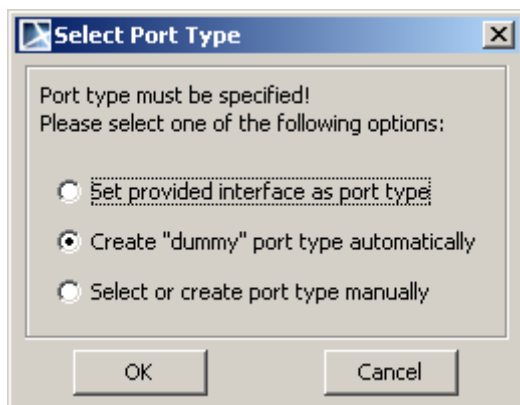 Select Port Type
Port type must be specified!
Please select one of the following options:
Set provided interface as port type
Create "dummy" port type automatically
Select or create port type manually
OK
Cancel